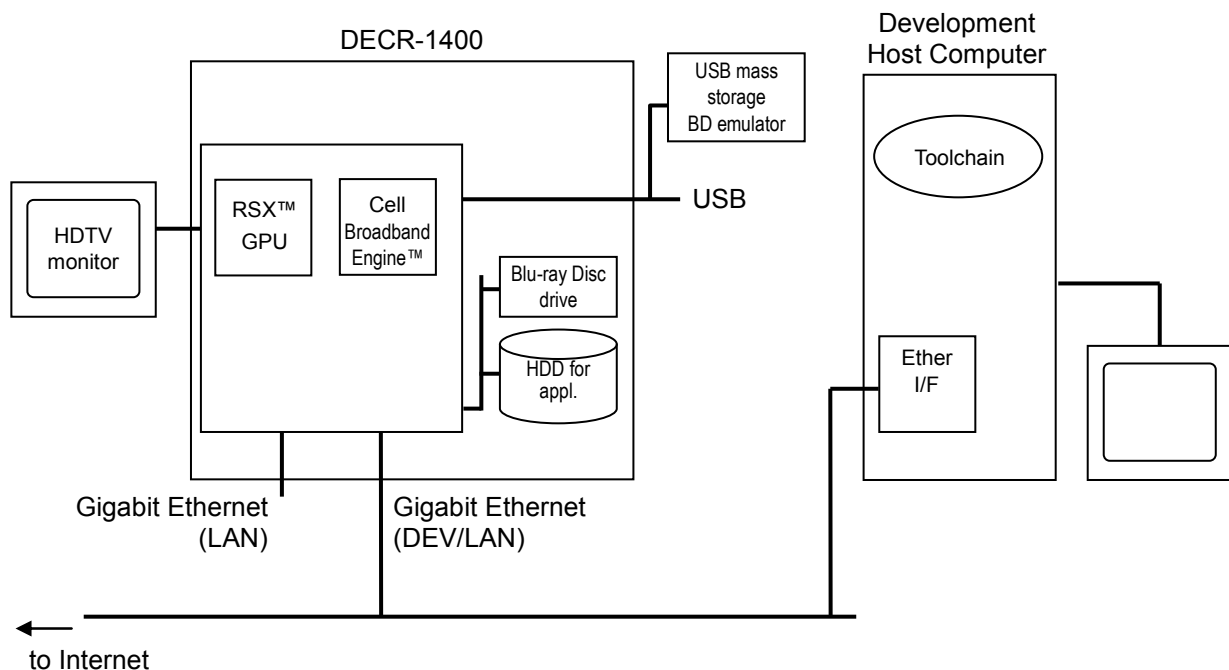 DECR-1400
Development
Host Computer
USB mass
storage
BD emulator
Toolchain
USB
HDTV
monitor
RSX™
GPU
Cell
Broadband
Engine™
Blu-ray Disc
drive
HDD for
appl.
Ether
I/F
Gigabit Ethernet
(LAN)
Gigabit Ethernet
(DEV/LAN)
to Internet